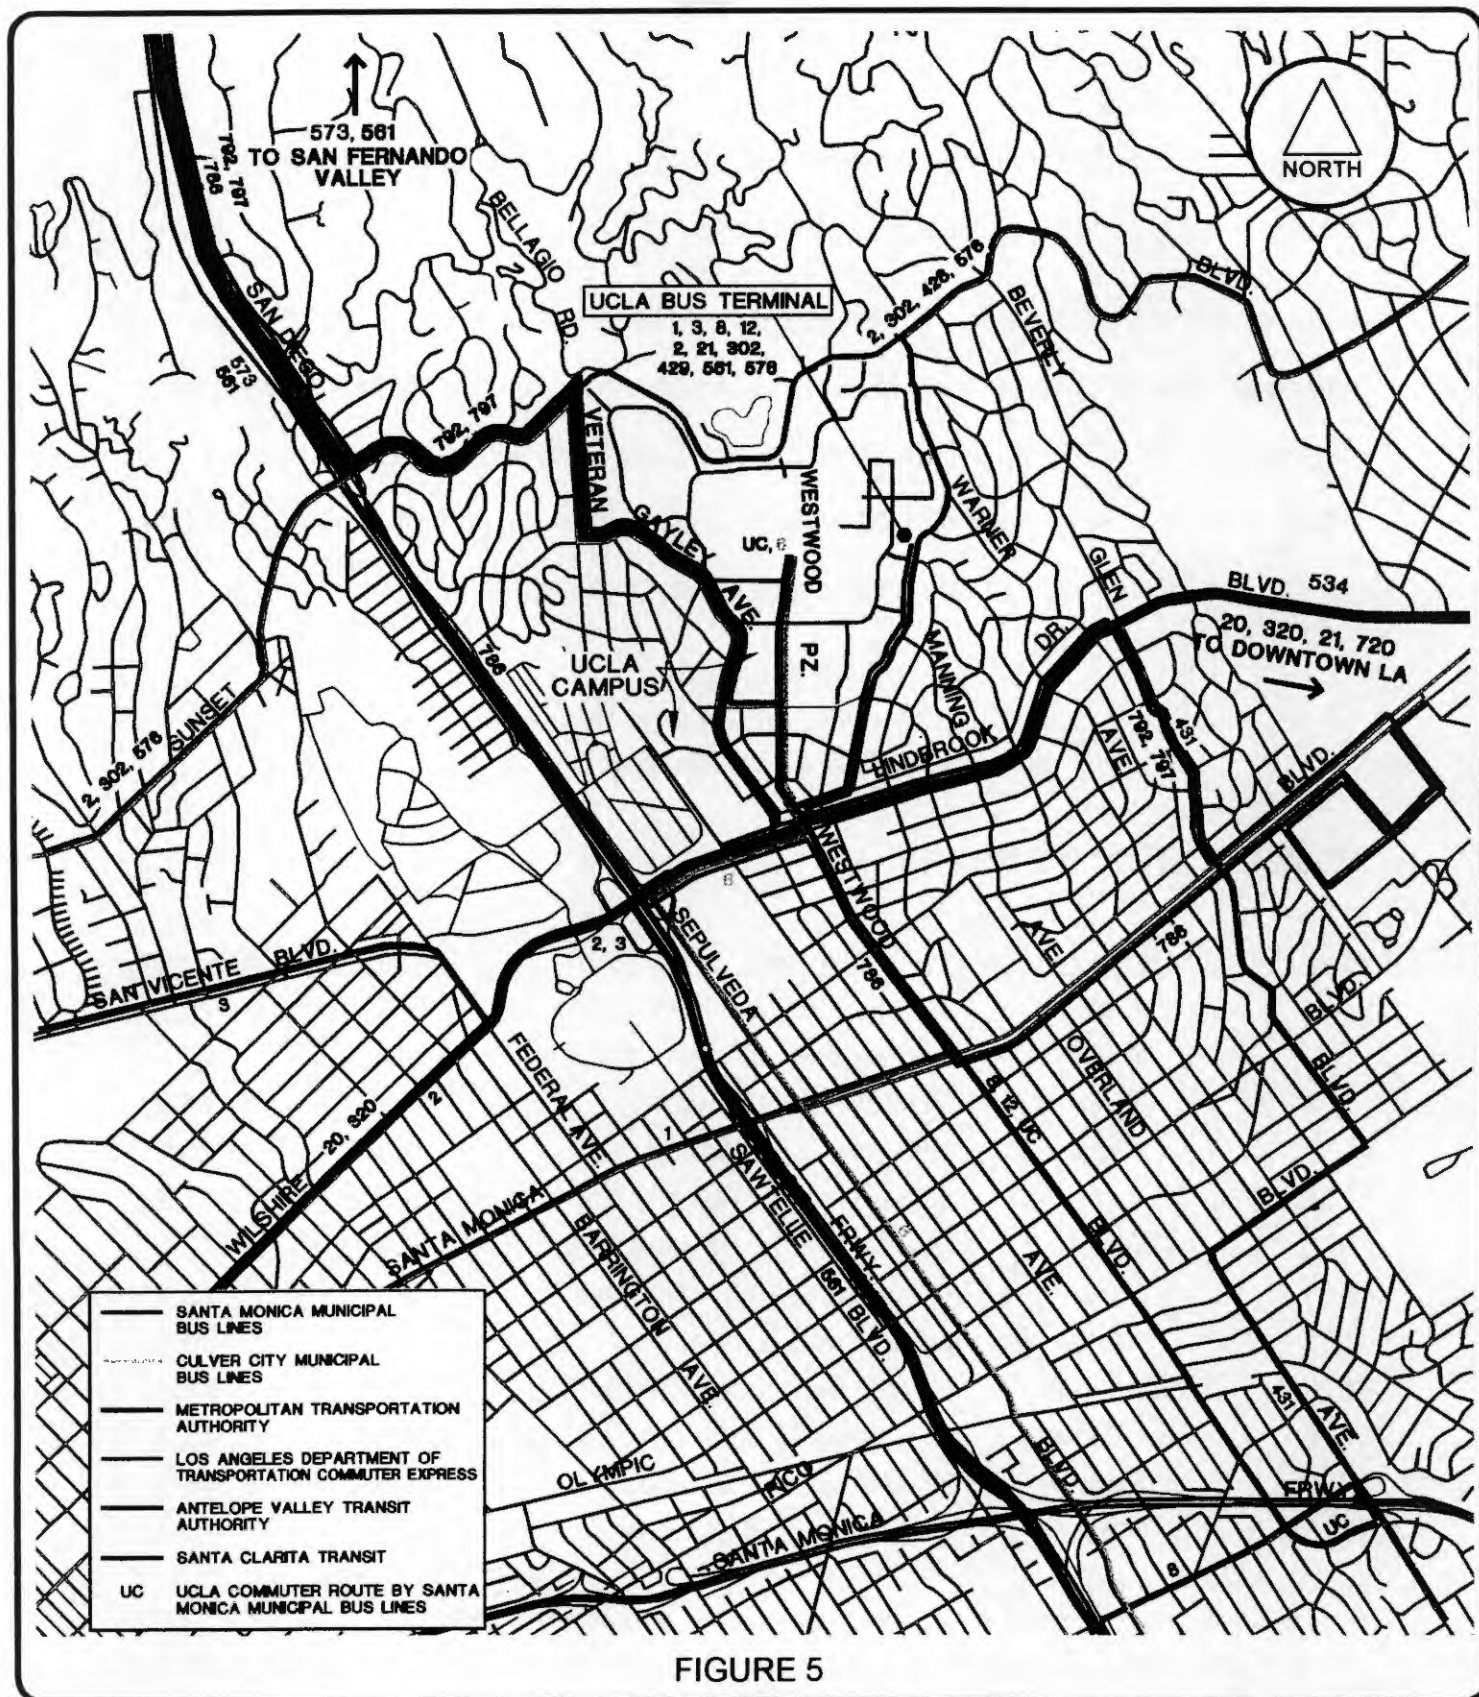 573, 561
TO SAN FERNANDO
VALLEY
NORTH
792, 797
786
BELLAGIO
RD.
SAN DIEGO
573
561
UCLA BUS TERMINAL
1, 3, 8, 12,
2, 21, 302,
429, 561, 576
2, 302, 426, 576
BEVERLY
BLVD.
792, 797
VETERAN
GAYLEY
AVE.
UC, 6
WESTWOOD
PZ.
WARNER
GLEN
BLVD. 534
20, 320, 21, 720
TO DOWNTOWN LA
UCLA
CAMPUS
MANNING
AVE
LINDBROOK
DR.
792, 797
431
BLVD.
786
2, 302, 576
SUNSET
6
WESTWOOD
786
AVE
786
SAN VICENTE
BLVD.
3
2, 3
SEPULVEDA
BLVD.
BLVD.
FEDERAL AVE.
OVERLAND
8, 12, UC
WILSHIRE
20, 320
2
SANTA MONICA
1
SAWTELLE
FRWY.
6
561 BLVD.
BARRINGTON
AVE.
AVE.
BLVD.
BLVD.
431
AVE.
OLYMPIC
PICO
BLVD.
SANTA MONICA
FRWY
UC
8
SANTA MONICA MUNICIPAL
BUS LINES
CULVER CITY MUNICIPAL
BUS LINES
METROPOLITAN TRANSPORTATION
AUTHORITY
LOS ANGELES DEPARTMENT OF
TRANSPORTATION COMMUTER EXPRESS
ANTELOPE VALLEY TRANSIT
AUTHORITY
SANTA CLARITA TRANSIT
UC UCLA COMMUTER ROUTE BY SANTA
MONICA MUNICIPAL BUS LINES
FIGURE 5